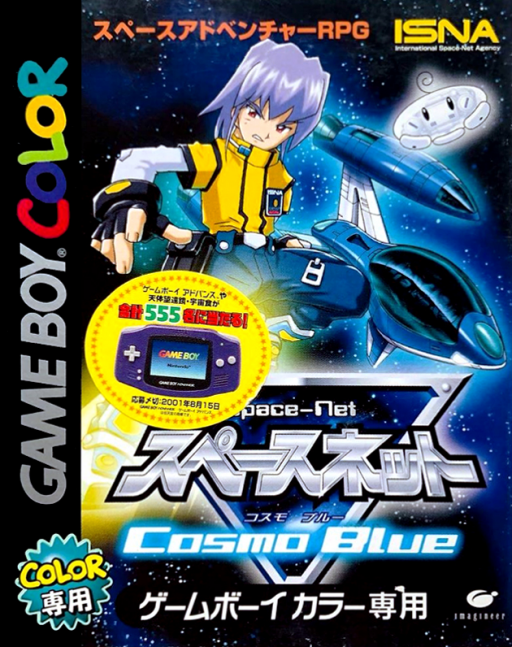 スペースアドベンチャーRPG
ISNA
International Space-Net Agency
GAME BOY COLOR
ISNA
ゲームボーイ アドバンスや
天体望遠鏡・宇宙食が
合計555名に当たる!
GAME BOY
Nintendo
GAME BOY ADVANCE
応募〆切:2001年8月15日
Space-Net
スペースネット
コスモ ブルー
Cosmo Blue
COLOR
専用
ゲームボーイ カラー専用
imagineer